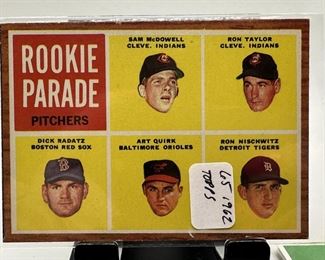 ROOKIE
PARADE
PITCHERS
SAM McDOWELL
CLEVE. INDIANS
RON TAYLOR
CLEVE. INDIANS
DICK RADATZ
BOSTON RED SOX
ART QUIRK
BALTIMORE ORIOLES
RON NISCHWITZ
DETROIT TIGERS
1962
TOPPS